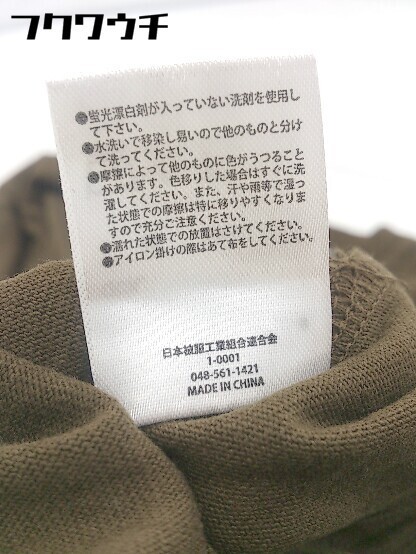 フクワウチ
●蛍光漂白剤が入っていない洗剤を使用し
て下さい。
●水洗いで移染し易いので他のものと分け
て洗ってください。
●摩擦によって他のものに色がうつること
があります。色移りした場合はすぐに洗
濯してください。また、汗や雨等で湿っ
た状態での摩擦は特に移りやすくなりま
すので充分ご注意ください。
●濡れた状態での放置はさけてください。
●アイロン掛けの際はあて布をしてください。
日本被服工業組合連合会
1-0001
048-561-1421
MADE IN CHINA